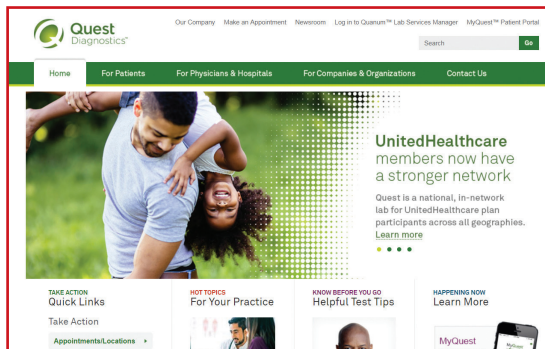 Quest
Diagnostics™
Our Company Make an Appointment Newsroom Log in to Quanum™ Lab Services Manager MyQuest™ Patient Portal
Search Go
Home For Patients For Physicians & Hospitals For Companies & Organizations Contact Us
UnitedHealthcare
members now have
a stronger network
Quest is a national, in-network
lab for UnitedHealthcare plan
participants across all geographies.
Learn more
TAKE ACTION
Quick Links
Take Action
Appointments/Locations
HOT TOPICS
For Your Practice
KNOW BEFORE YOU GO
Helpful Test Tips
HAPPENING NOW
Learn More
MyQuest